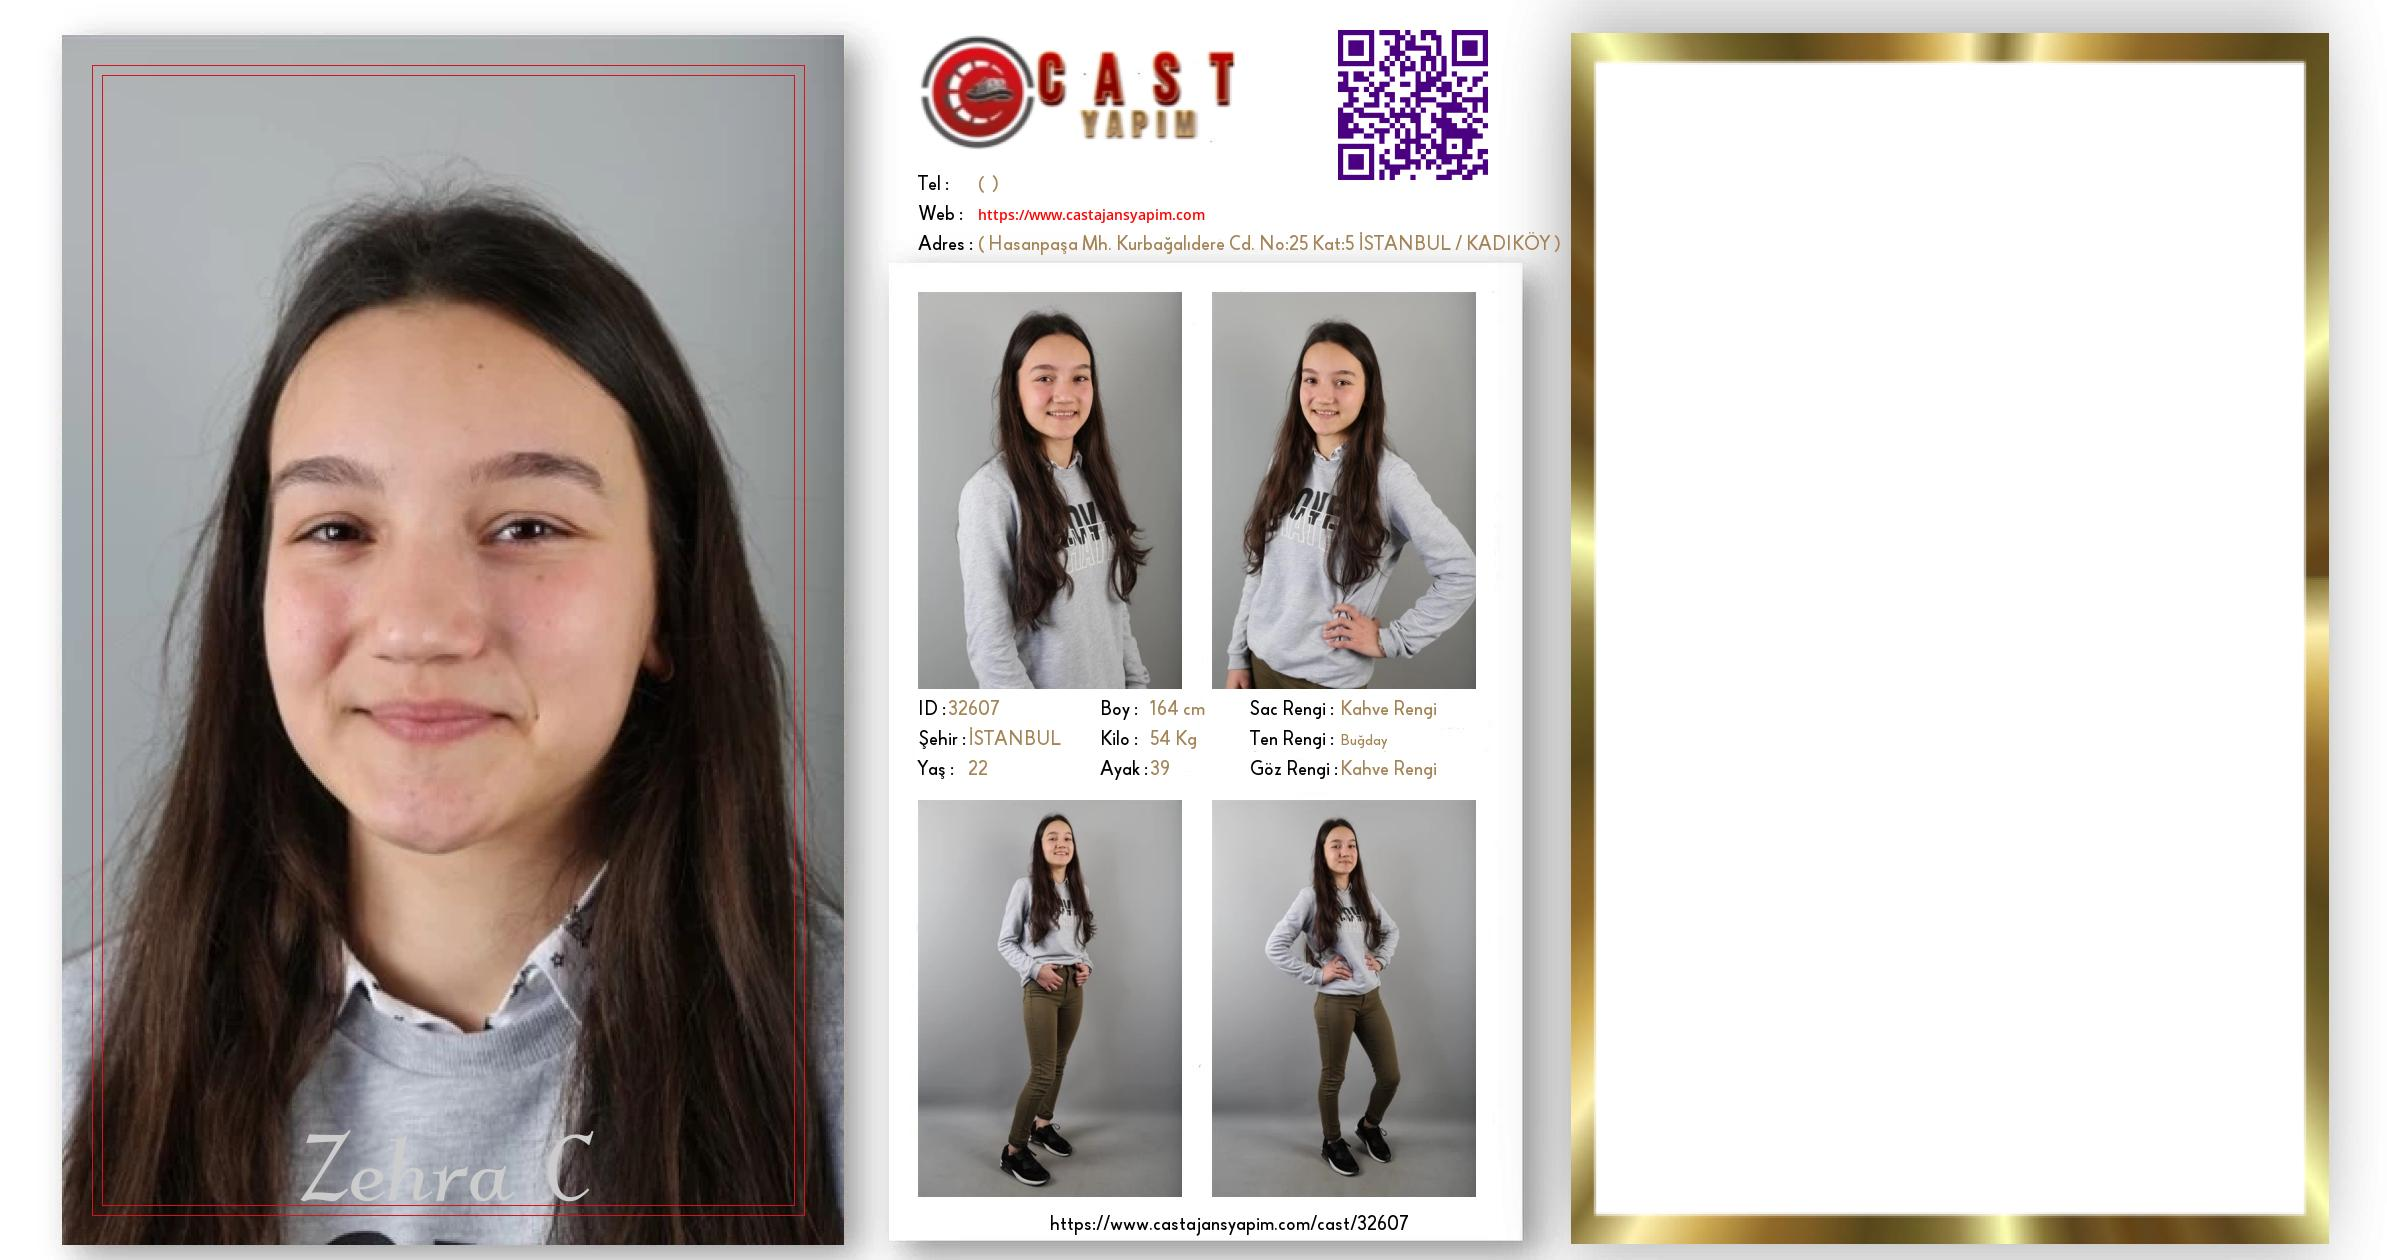 Zehra C
CAST
YAPIM
Tel : ( )
Web : https://www.castajansyapim.com
Adres : ( Hasanpaşa Mh. Kurbağalıdere Cd. No:25 Kat:5 İSTANBUL / KADIKÖY )
ID : 32607 Boy : 164 cm Sac Rengi : Kahve Rengi
Şehir : İSTANBUL Kilo : 54 Kg Ten Rengi : Buğday
Yaş : 22 Ayak : 39 Göz Rengi : Kahve Rengi
https://www.castajansyapim.com/cast/32607